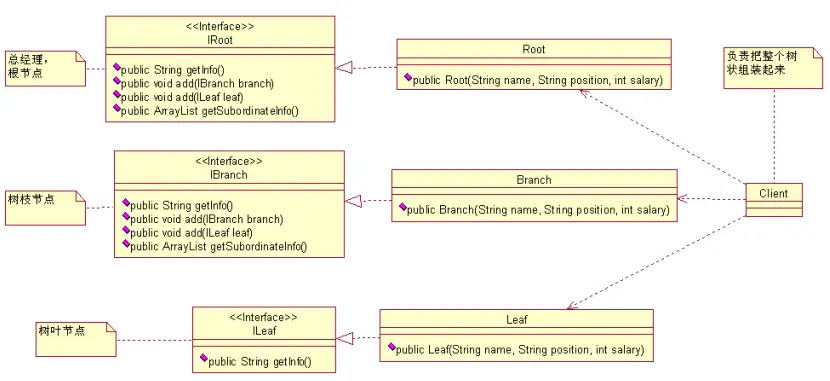 总经理，
根节点
<<Interface>>
IRoot
public String getInfo()
public void add(IBranch branch)
public void add(ILeaf leaf)
public ArrayList getSubordinateInfo()
Root
public Root(String name, String position, int salary)
负责把整个树
状组装起来
树枝节点
<<Interface>>
IBranch
public String getInfo()
public void add(IBranch branch)
public void add(ILeaf leaf)
public ArrayList getSubordinateInfo()
Branch
public Branch(String name, String position, int salary)
Client
树叶节点
<<Interface>>
ILeaf
public String getInfo()
Leaf
public Leaf(String name, String position, int salary)